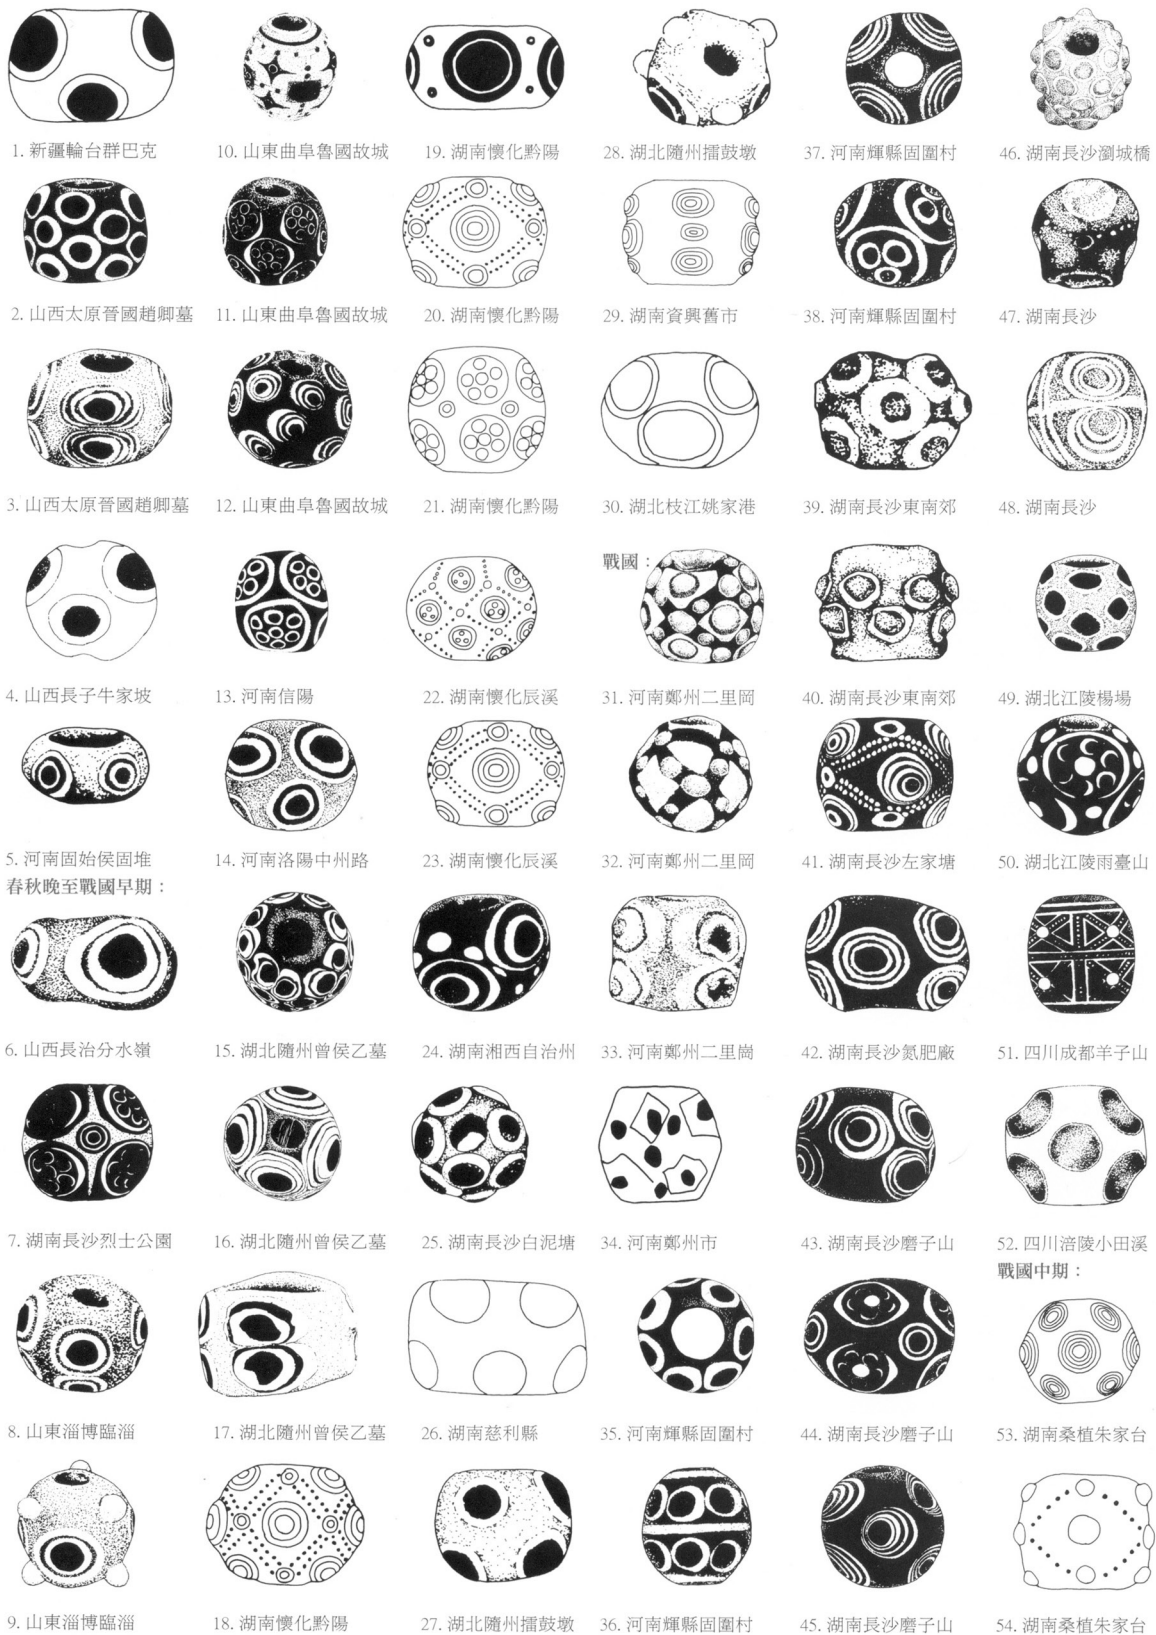 1. 新疆輪台群巴克
2. 山西太原晉國趙卿墓
3. 山西太原晉國趙卿墓
4. 山西長子牛家坡
5. 河南固始侯固堆
春秋晚至戰國早期：
6. 山西長治分水嶺
7. 湖南長沙烈士公園
8. 山東淄博臨淄
9. 山東淄博臨淄
10. 山東曲阜魯國故城
11. 山東曲阜魯國故城
12. 山東曲阜魯國故城
13. 河南信陽
14. 河南洛陽中州路
15. 湖北隨州曾侯乙墓
16. 湖北隨州曾侯乙墓
17. 湖北隨州曾侯乙墓
18. 湖南懷化黔陽
19. 湖南懷化黔陽
20. 湖南懷化黔陽
21. 湖南懷化黔陽
22. 湖南懷化辰溪
23. 湖南懷化辰溪
24. 湖南湘西自治州
25. 湖南長沙白泥塘
26. 湖南慈利縣
27. 湖北隨州擂鼓墩
28. 湖北隨州擂鼓墩
29. 湖南資興舊市
30. 湖北枝江姚家港
戰國：
31. 河南鄭州二里岡
32. 河南鄭州二里岡
33. 河南鄭州二里崗
34. 河南鄭州市
35. 河南輝縣固圍村
36. 河南輝縣固圍村
37. 河南輝縣固圍村
38. 河南輝縣固圍村
39. 湖南長沙東南郊
40. 湖南長沙東南郊
41. 湖南長沙左家塘
42. 湖南長沙氮肥廠
43. 湖南長沙磨子山
44. 湖南長沙磨子山
45. 湖南長沙磨子山
46. 湖南長沙瀏城橋
47. 湖南長沙
48. 湖南長沙
49. 湖北江陵楊場
50. 湖北江陵雨臺山
51. 四川成都羊子山
52. 四川涪陵小田溪
戰國中期：
53. 湖南桑植朱家台
54. 湖南桑植朱家台